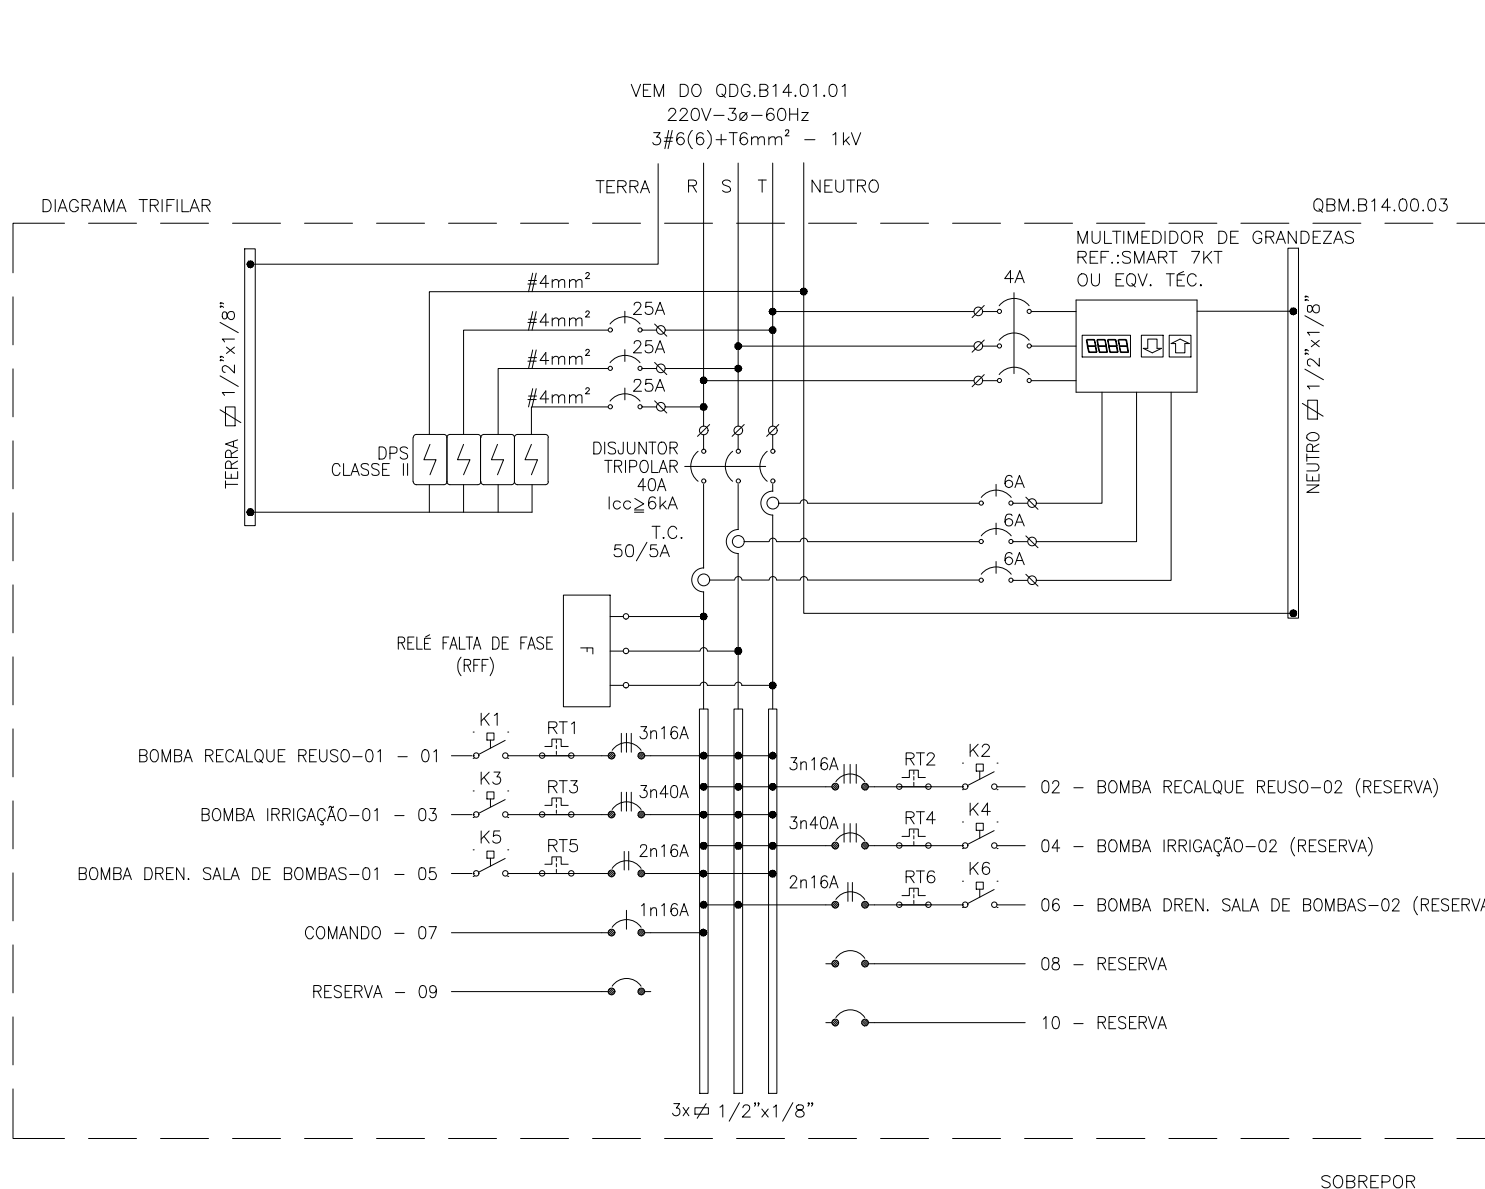 VEM DO QDG.B14.01.01
220V-3ø-60Hz
3#6(6)+T6mm² - 1kV
TERRA R S T NEUTRO
DIAGRAMA TRIFILAR
QBM.B14.00.03
MULTIMEDIDOR DE GRANDEZAS
REF.:SMART 7KT
OU EQV. TÉC.
4A
#4mm²
25A
#4mm²
25A
#4mm²
25A
#4mm²
TERRA 1/2"x1/8"
NEUTRO 1/2"x1/8"
8888
DPS
CLASSE II
DISJUNTOR
TRIPOLAR
40A
Icc≧6kA
T.C.
50/5A
6A
6A
6A
RELÉ FALTA DE FASE
(RFF)
F
BOMBA RECALQUE REUSO-01 - 01
K1 RT1 3n16A
3n16A RT2 K2
02 - BOMBA RECALQUE REUSO-02 (RESERVA)
BOMBA IRRIGAÇÃO-01 - 03
K3 RT3 3n40A
3n40A RT4 K4
04 - BOMBA IRRIGAÇÃO-02 (RESERVA)
BOMBA DREN. SALA DE BOMBAS-01 - 05
K5 RT5 2n16A
2n16A RT6 K6
06 - BOMBA DREN. SALA DE BOMBAS-02 (RESERVA
COMANDO - 07
1n16A
08 - RESERVA
RESERVA - 09
10 - RESERVA
3x 1/2"x1/8"
SOBREPOR